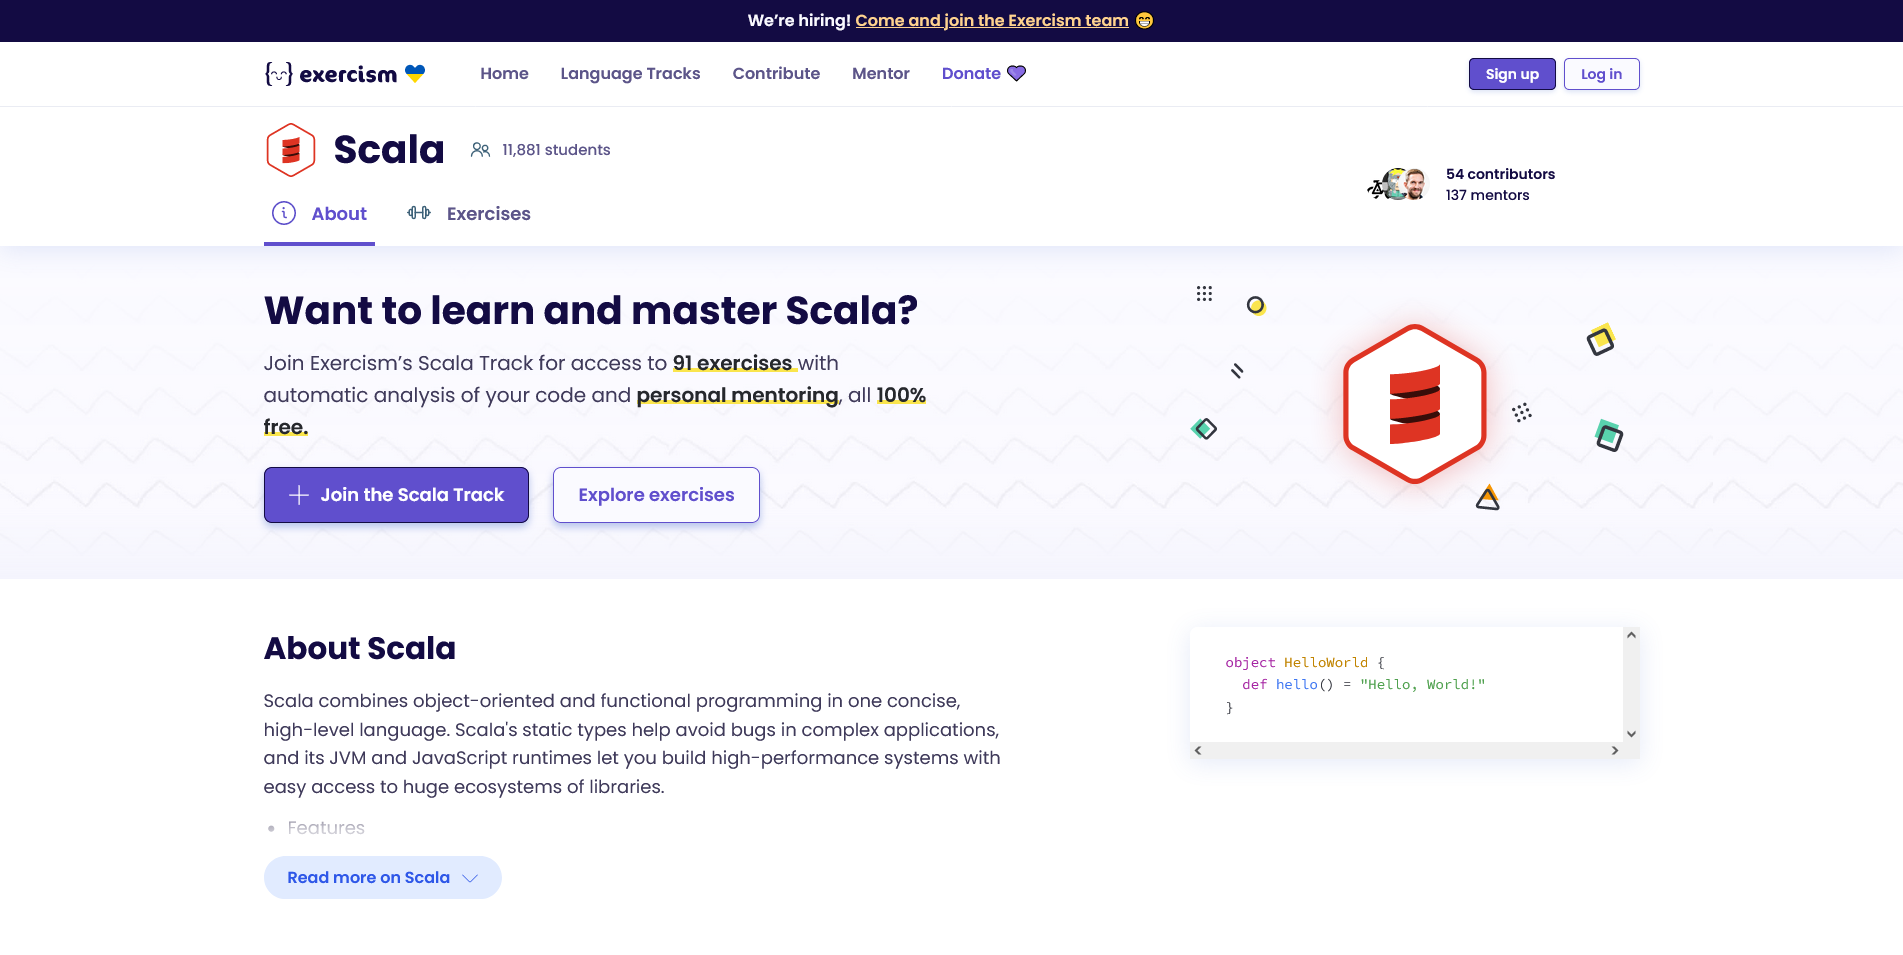 We're hiring! Come and join the Exercism team 😁
exercism
Home
Language Tracks
Contribute
Mentor
Donate
Sign up
Log in
Scala
11,881 students
54 contributors
137 mentors
About
Exercises
Want to learn and master Scala?
Join Exercism's Scala Track for access to 91 exercises with
automatic analysis of your code and personal mentoring, all 100%
free.
Join the Scala Track
Explore exercises
About Scala
Scala combines object-oriented and functional programming in one concise,
high-level language. Scala's static types help avoid bugs in complex applications,
and its JVM and JavaScript runtimes let you build high-performance systems with
easy access to huge ecosystems of libraries.
• Features
Read more on Scala
object HelloWorld {
  def hello() = "Hello, World!"
}